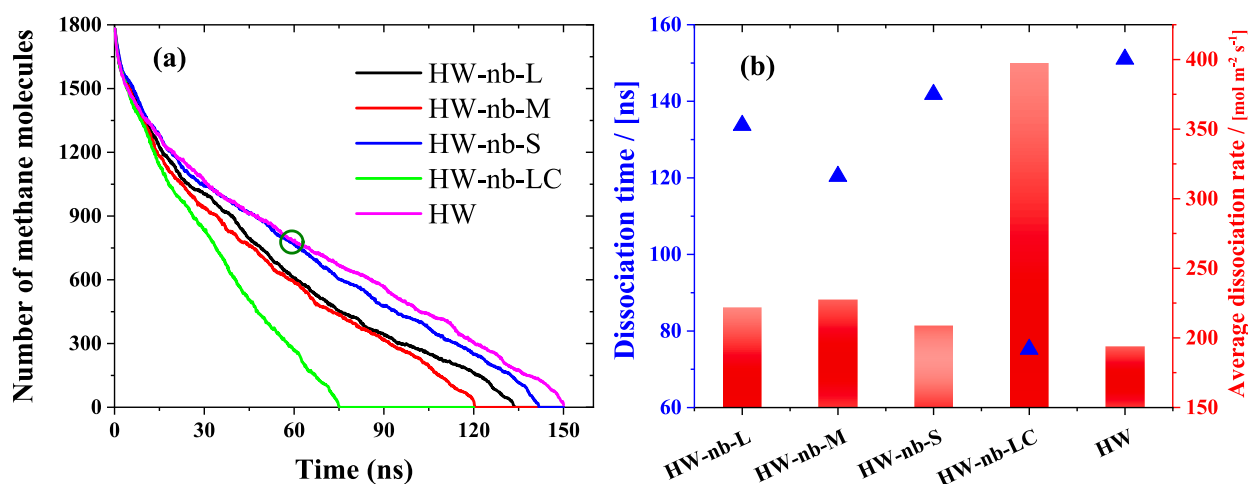 (a)
HW-nb-L
HW-nb-M
HW-nb-S
HW-nb-LC
HW
Number of methane molecules
1800
1500
1200
900
600
300
0
0 30 60 90 120 150
Time (ns)
(b)
Dissociation time / [ns]
160
140
120
100
80
60
HW-nb-L
HW-nb-M
HW-nb-S
HW-nb-LC
HW
400
350
300
250
200
150
Average dissociation rate / [mol m⁻² s⁻¹]